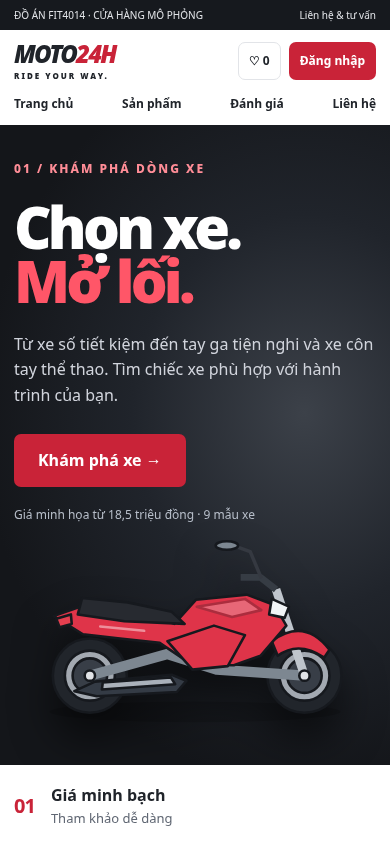 ĐỒ ÁN FIT4014 · CỬA HÀNG MÔ PHỎNG
Liên hệ & tư vấn
MOTO24H
RIDE YOUR WAY.
♡ 0
Đăng nhập
Trang chủ
Sản phẩm
Đánh giá
Liên hệ
01 / KHÁM PHÁ DÒNG XE
Chọn xe.
Mở lối.
Từ xe số tiết kiệm đến tay ga tiện nghi và xe côn
tay thể thao. Tìm chiếc xe phù hợp với hành
trình của bạn.
Khám phá xe →
Giá minh họa từ 18,5 triệu đồng · 9 mẫu xe
01
Giá minh bạch
Tham khảo dễ dàng